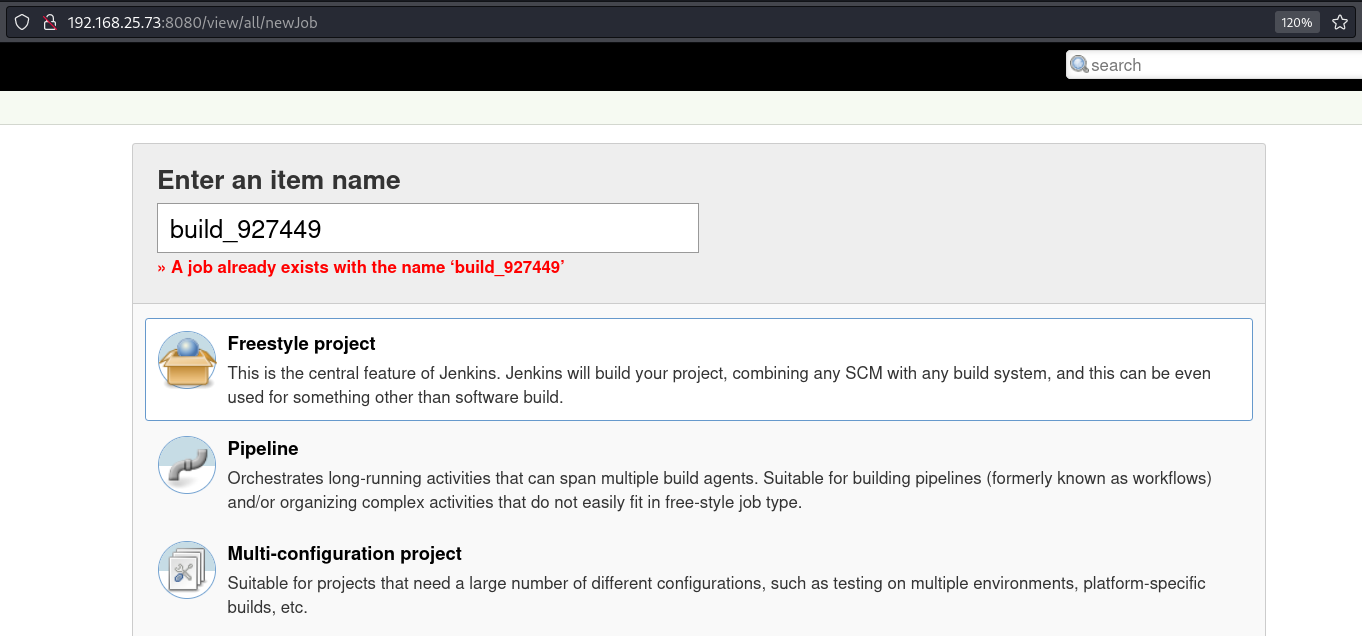 192.168.25.73:8080/view/all/newJob
120%
search
Enter an item name
build_927449
» A job already exists with the name ‘build_927449’
Freestyle project
This is the central feature of Jenkins. Jenkins will build your project, combining any SCM with any build system, and this can be even
used for something other than software build.
Pipeline
Orchestrates long-running activities that can span multiple build agents. Suitable for building pipelines (formerly known as workflows)
and/or organizing complex activities that do not easily fit in free-style job type.
Multi-configuration project
Suitable for projects that need a large number of different configurations, such as testing on multiple environments, platform-specific
builds, etc.